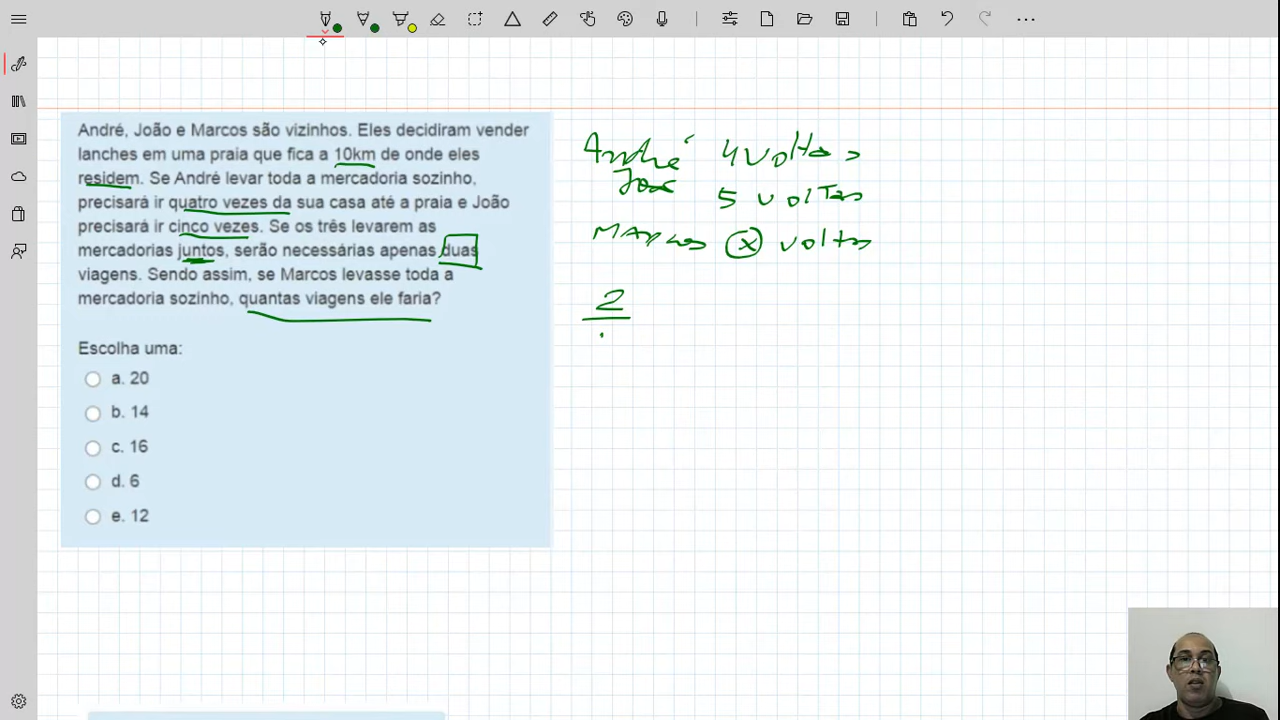 André, João e Marcos são vizinhos. Eles decidiram vender
lanches em uma praia que fica a 10km de onde eles
residem. Se André levar toda a mercadoria sozinho,
precisará ir quatro vezes da sua casa até a praia e João
precisará ir cinco vezes. Se os três levarem as
mercadorias juntos, serão necessárias apenas duas
viagens. Sendo assim, se Marcos levasse toda a
mercadoria sozinho, quantas viagens ele faria?
Escolha uma:
a. 20
b. 14
c. 16
d. 6
e. 12
André 4 voltas
5 voltas
Marcos x voltas
2